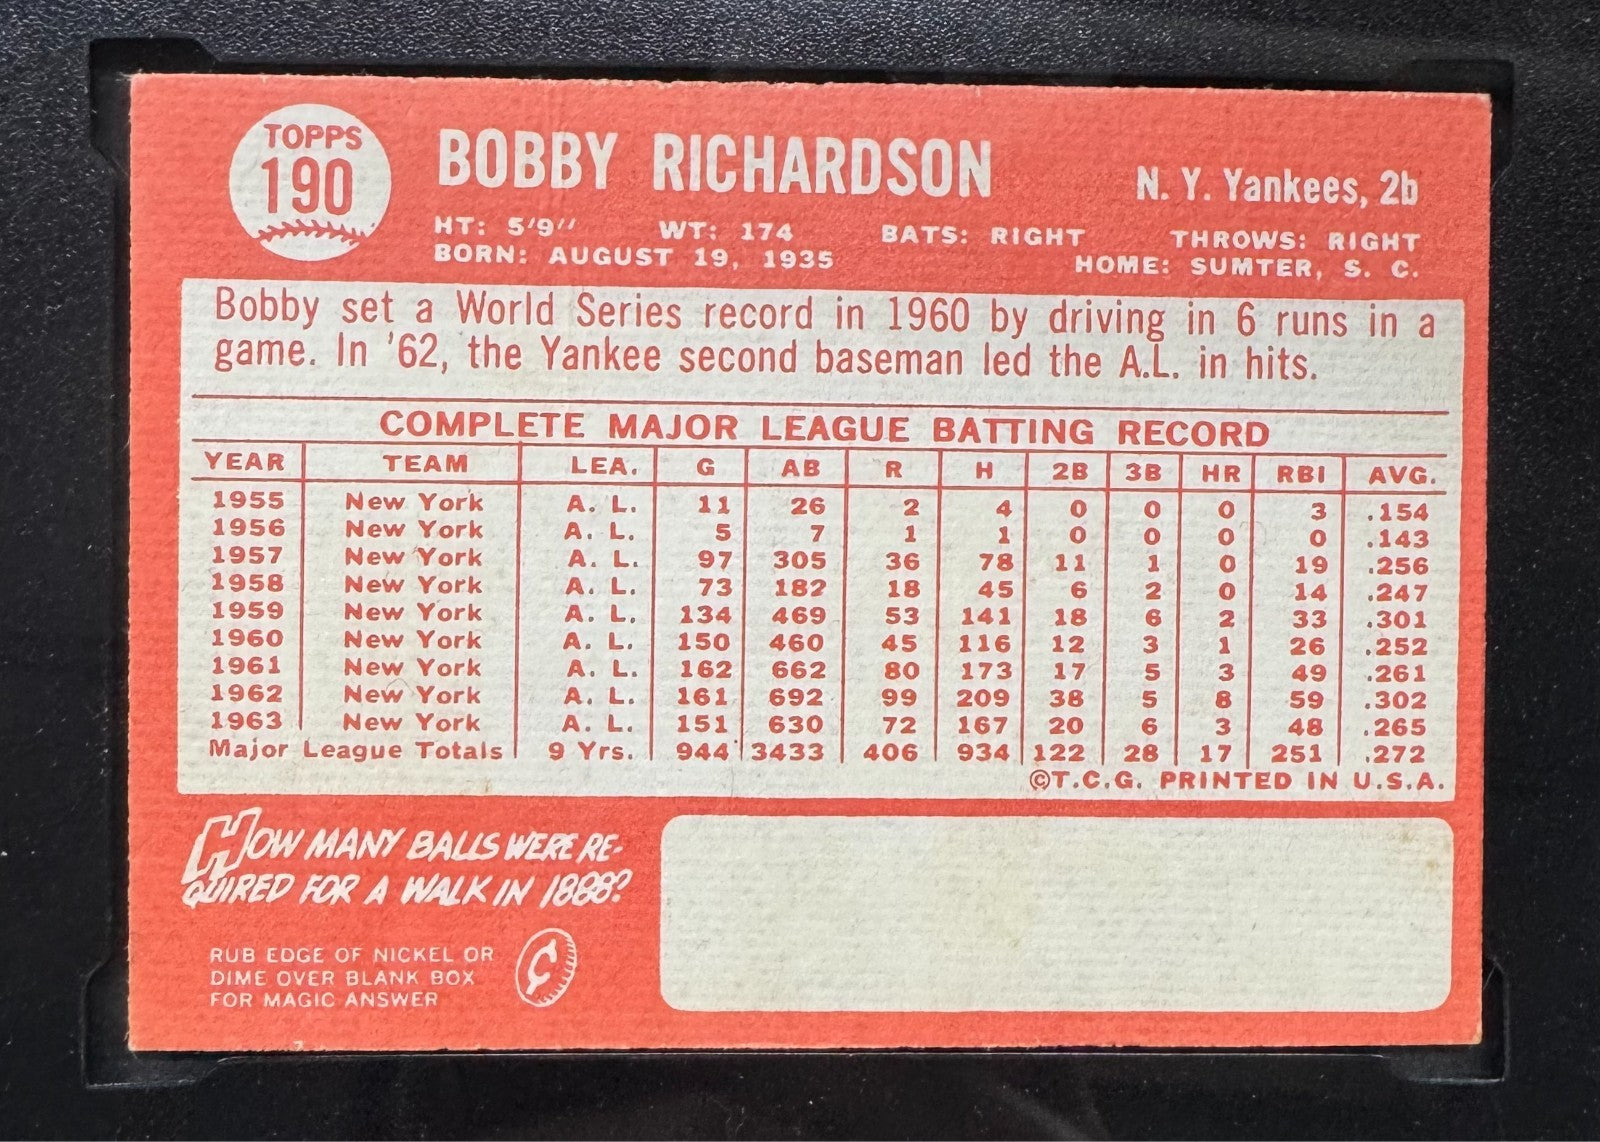 TOPPS
190
BOBBY RICHARDSON
N. Y. Yankees, 2b
HT: 5'9" WT: 174 BATS: RIGHT THROWS: RIGHT
BORN: AUGUST 19, 1935 HOME: SUMTER, S. C.
Bobby set a World Series record in 1960 by driving in 6 runs in a
game. In '62, the Yankee second baseman led the A.L. in hits.
COMPLETE MAJOR LEAGUE BATTING RECORD
YEAR TEAM LEA. G AB R H 2B 3B HR RBI AVG.
1955 New York A. L. 11 26 2 4 0 0 0 3 .154
1956 New York A. L. 5 7 1 1 0 0 0 0 .143
1957 New York A. L. 97 305 36 78 11 1 0 19 .256
1958 New York A. L. 73 182 18 45 6 2 0 14 .247
1959 New York A. L. 134 469 53 141 18 6 2 33 .301
1960 New York A. L. 150 460 45 116 12 3 1 26 .252
1961 New York A. L. 162 662 80 173 17 5 3 49 .261
1962 New York A. L. 161 692 99 209 38 5 8 59 .302
1963 New York A. L. 151 630 72 167 20 6 3 48 .265
Major League Totals 9 Yrs. 944 3433 406 934 122 28 17 251 .272
©T.C.G. PRINTED IN U.S.A.
HOW MANY BALLS WERE RE-
QUIRED FOR A WALK IN 1888?
RUB EDGE OF NICKEL OR
DIME OVER BLANK BOX
FOR MAGIC ANSWER
¢